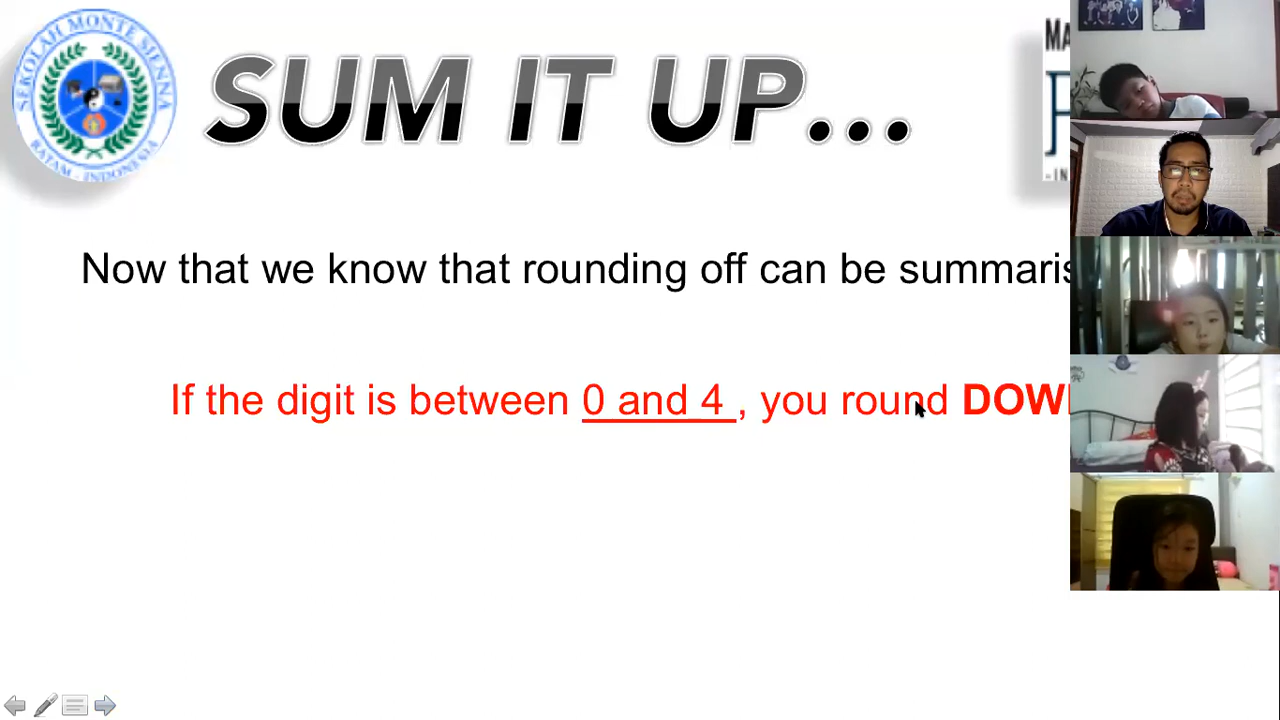 SEKOLAH MONTE SIENNA
BATAM - INDONESIA
SUM IT UP...
MA
Now that we know that rounding off can be summaris
If the digit is between 0 and 4 , you round DOW